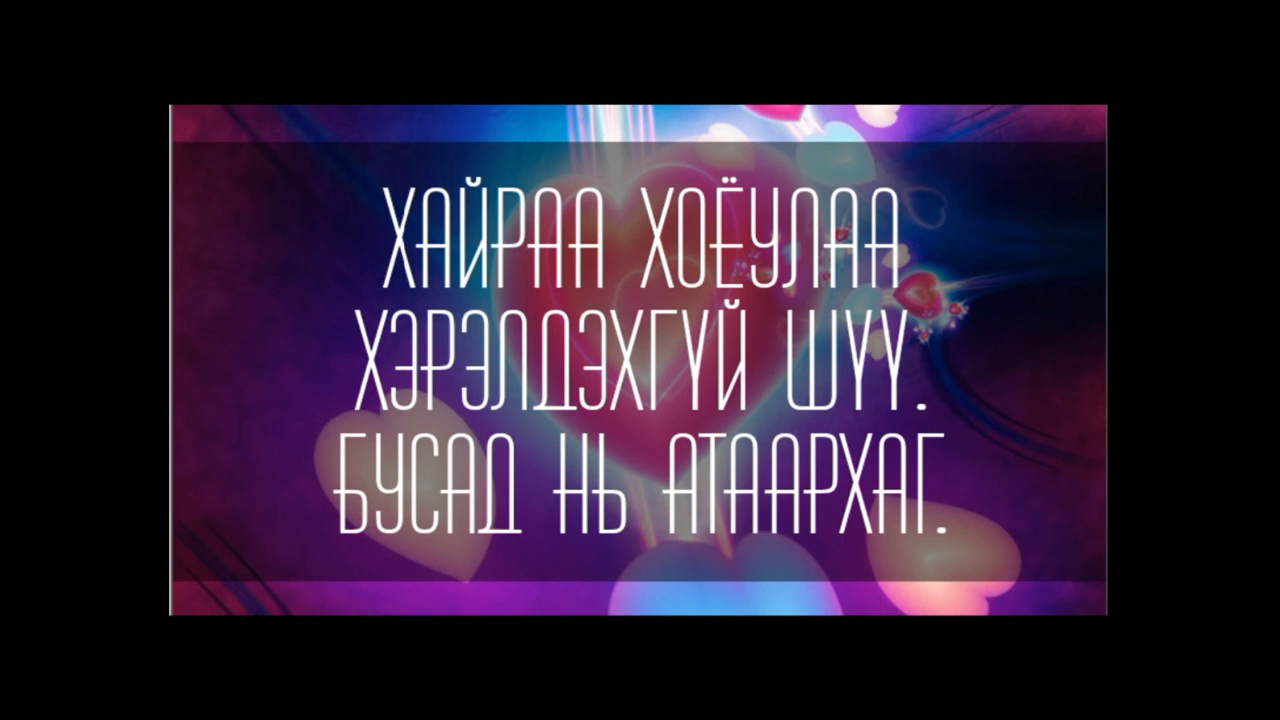 ХАЙРАА ХОЁУЛАА
ХЭРЭЛДЭХГҮЙ ШҮҮ.
БУСАД НЬ АТААРХАГ.